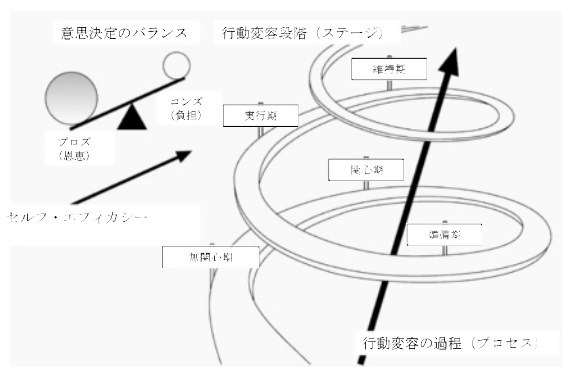 意思決定のバランス
行動変容段階（ステージ）
維持期
コンズ
（負担）
実行期
プロズ
（恩恵）
関心期
セルフ・エフィカシー
準備期
無関心期
行動変容の過程（プロセス）